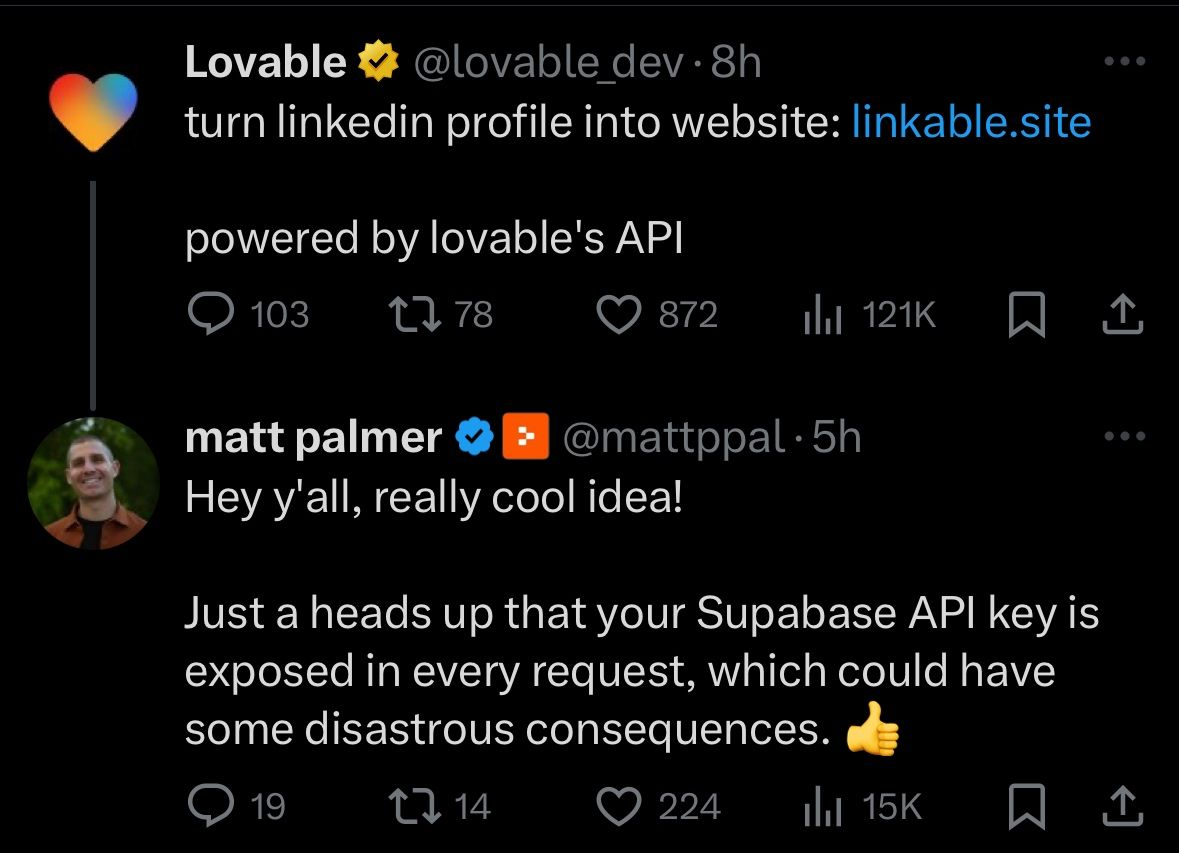 Lovable @lovable_dev · 8h
turn linkedin profile into website: linkable.site
powered by lovable's API
103 78 872 121K
matt palmer @mattppal · 5h
Hey y'all, really cool idea!
Just a heads up that your Supabase API key is
exposed in every request, which could have
some disastrous consequences. 👍
19 14 224 15K